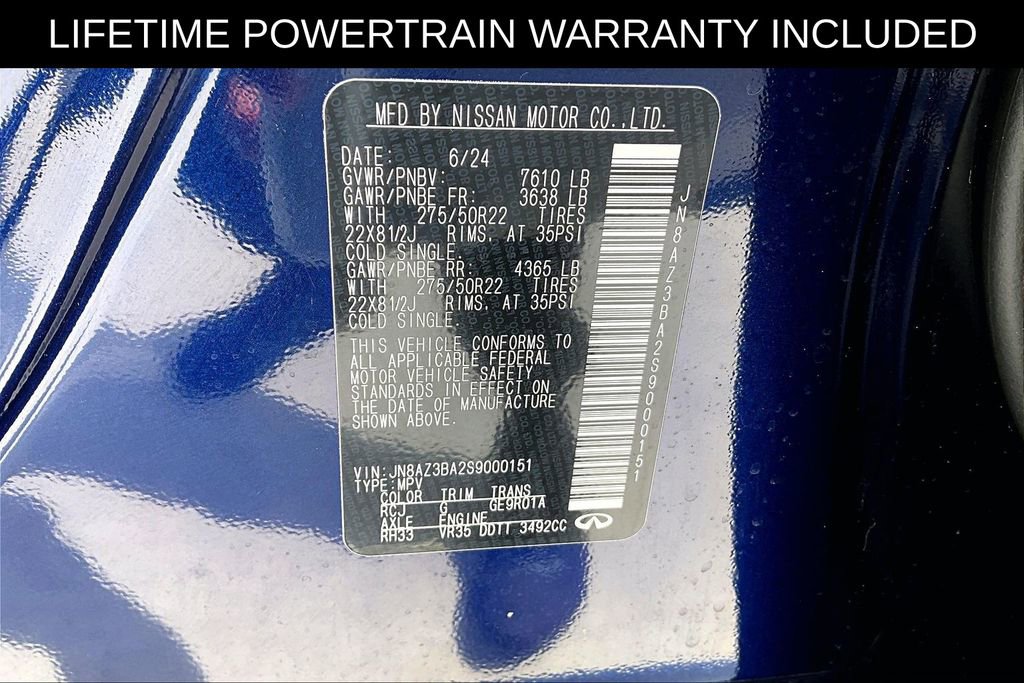 LIFETIME POWERTRAIN WARRANTY INCLUDED
MFD BY NISSAN MOTOR CO.,LTD.
DATE: 6/24
GVWR/PNBV: 7610 LB
GAWR/PNBE FR: 3638 LB
WITH 275/50R22 TIRES
22X81/2J RIMS, AT 35PSI
COLD SINGLE.
GAWR/PNBE RR: 4365 LB
WITH 275/50R22 TIRES
22X81/2J RIMS, AT 35PSI
COLD SINGLE.
THIS VEHICLE CONFORMS TO
ALL APPLICABLE FEDERAL
MOTOR VEHICLE SAFETY
STANDARDS IN EFFECT ON
THE DATE OF MANUFACTURE
SHOWN ABOVE.
VIN:JN8AZ3BA2S9000151
TYPE:MPV
COLOR TRIM TRANS
RCJ G GE9R01A
AXLE ENGINE
RH33 VR35 DDTT 3492CC
JN8AZ3BA2S9000151